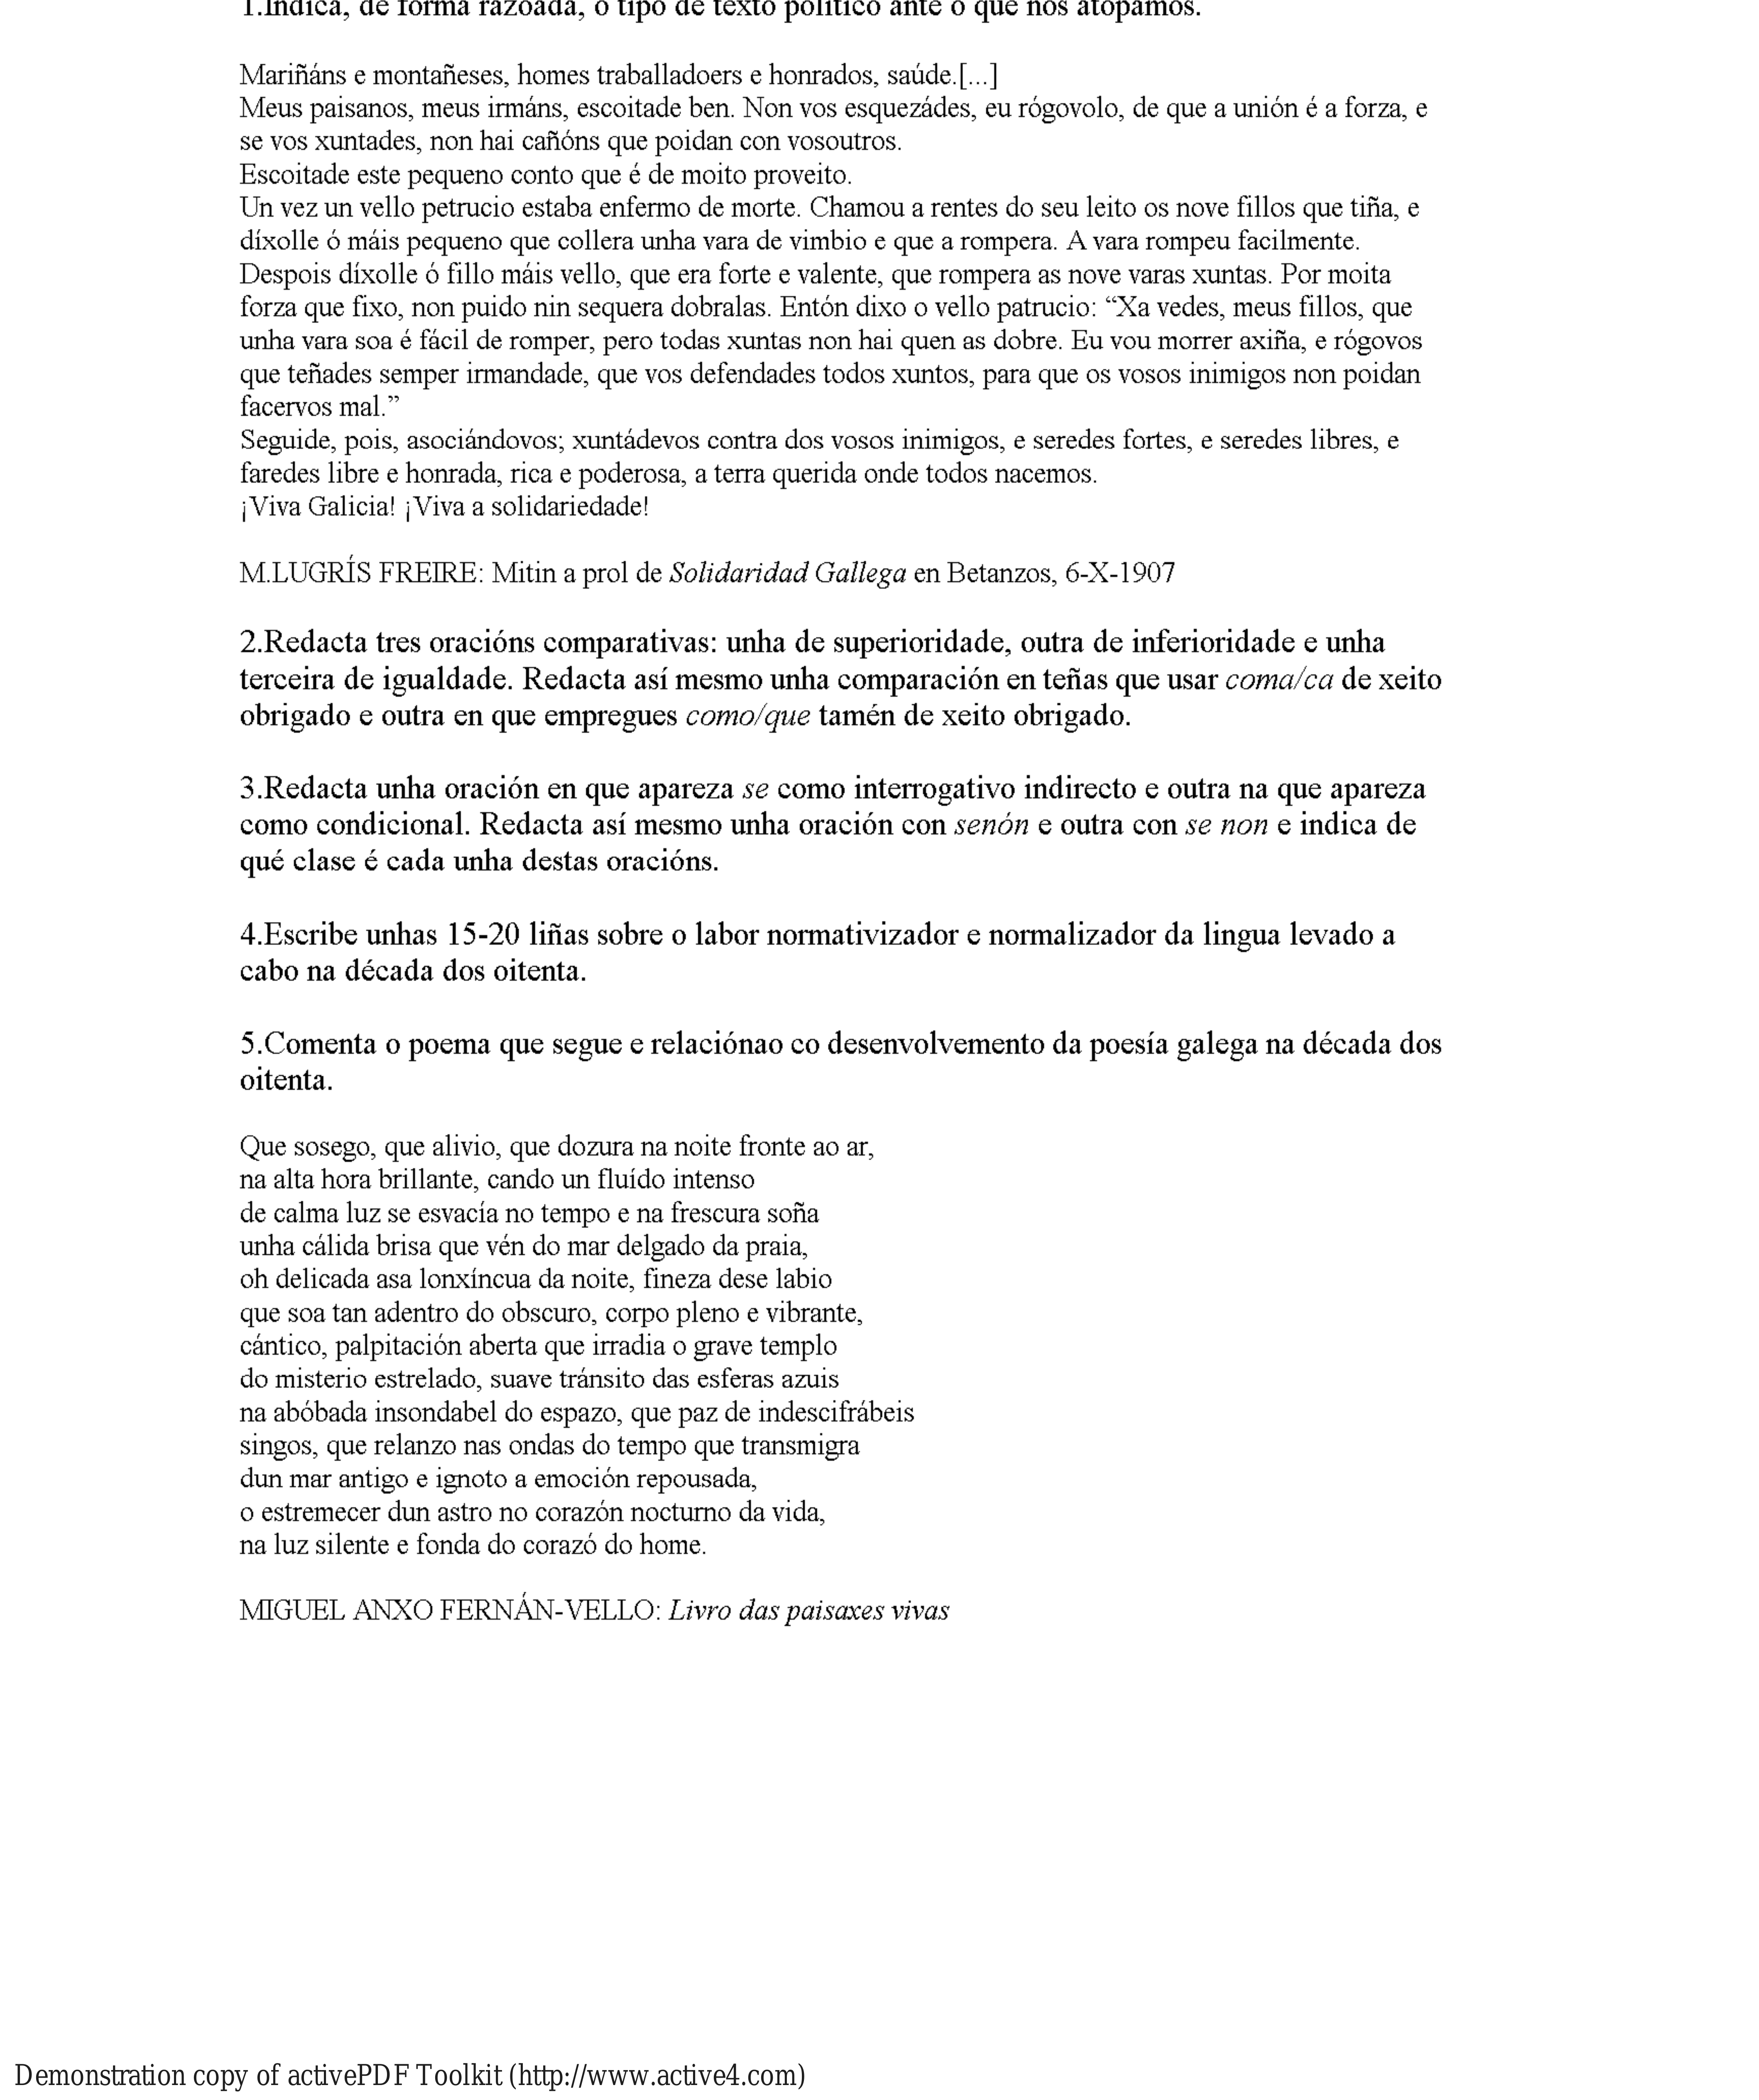 1.Indica, de forma razoada, o tipo de texto político ante o que nos atopamos.
Mariñáns e montañeses, homes traballadoers e honrados, saúde.[...]
Meus paisanos, meus irmáns, escoitade ben. Non vos esquezádes, eu rógovolo, de que a unión é a forza, e
se vos xuntades, non hai cañóns que poidan con vosoutros.
Escoitade este pequeno conto que é de moito proveito.
Un vez un vello petrucio estaba enfermo de morte. Chamou a rentes do seu leito os nove fillos que tiña, e
díxolle ó máis pequeno que collera unha vara de vimbio e que a rompera. A vara rompeu facilmente.
Despois díxolle ó fillo máis vello, que era forte e valente, que rompera as nove varas xuntas. Por moita
forza que fixo, non puido nin sequera dobralas. Entón dixo o vello patrucio: “Xa vedes, meus fillos, que
unha vara soa é fácil de romper, pero todas xuntas non hai quen as dobre. Eu vou morrer axiña, e rógovos
que teñades semper irmandade, que vos defendades todos xuntos, para que os vosos inimigos non poidan
facervos mal.”
Seguide, pois, asociándovos; xuntádevos contra dos vosos inimigos, e seredes fortes, e seredes libres, e
faredes libre e honrada, rica e poderosa, a terra querida onde todos nacemos.
¡Viva Galicia! ¡Viva a solidariedade!
M.LUGRÍS FREIRE: Mitin a prol de Solidaridad Gallega en Betanzos, 6-X-1907
2.Redacta tres oracións comparativas: unha de superioridade, outra de inferioridade e unha
terceira de igualdade. Redacta así mesmo unha comparación en teñas que usar coma/ca de xeito
obrigado e outra en que empregues como/que tamén de xeito obrigado.
3.Redacta unha oración en que apareza se como interrogativo indirecto e outra na que apareza
como condicional. Redacta así mesmo unha oración con senón e outra con se non e indica de
qué clase é cada unha destas oracións.
4.Escribe unhas 15-20 liñas sobre o labor normativizador e normalizador da lingua levado a
cabo na década dos oitenta.
5.Comenta o poema que segue e relaciónao co desenvolvemento da poesía galega na década dos
oitenta.
Que sosego, que alivio, que dozura na noite fronte ao ar,
na alta hora brillante, cando un fluído intenso
de calma luz se esvacía no tempo e na frescura soña
unha cálida brisa que vén do mar delgado da praia,
oh delicada asa lonxíncua da noite, fineza dese labio
que soa tan adentro do obscuro, corpo pleno e vibrante,
cántico, palpitación aberta que irradia o grave templo
do misterio estrelado, suave tránsito das esferas azuis
na abóbada insondabel do espazo, que paz de indescifrábeis
singos, que relanzo nas ondas do tempo que transmigra
dun mar antigo e ignoto a emoción repousada,
o estremecer dun astro no corazón nocturno da vida,
na luz silente e fonda do corazó do home.
MIGUEL ANXO FERNÁN-VELLO: Livro das paisaxes vivas
Demonstration copy of activePDF Toolkit (http://www.active4.com)